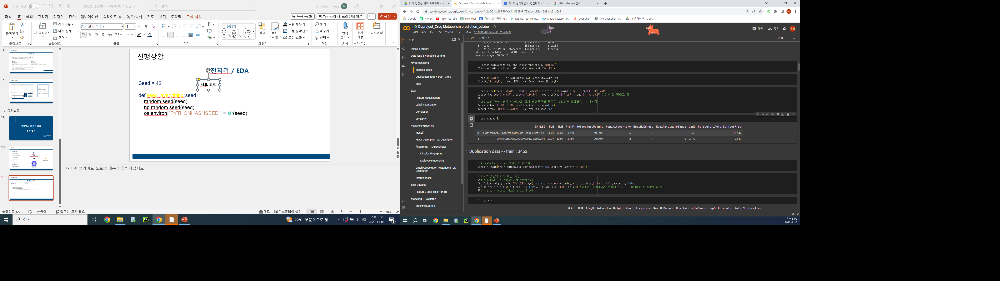 자동 저장 끔 강종범_중간발표 • 이 PC에 저장됨 검색 jongbeom Kang JK
파일 홈 삽입 그리기 디자인 전환 애니메이션 슬라이드 쇼 녹음/녹화 검토 보기 도움말 도형 서식 녹음/녹화 Teams에서 프레젠테이션 공유
붙여넣기 새 슬라이드 레이아웃 다시 설정 구역
맑은 고딕 (본문) 18
정렬 빠른 스타일 도형 채우기 도형 윤곽선 도형 효과 찾기 바꾸기 선택 받아 쓰기 추가 기능 디자이너
클립보드 슬라이드 글꼴 단락 그리기 편집 음성 추가 기능
8
9
중간발표
10
약물대사 안정성 예측
중간 발표
11
12
진행상황
전처리 / EDA
시드 고정
Seed = 42
def seed_everything(seed):
random.seed(seed)
np.random.seed(seed)
os.environ["PYTHONHASHSEED"] = str(seed)
여기에 슬라이드 노트의 내용을 입력하십시오
슬라이드 12/12 한국어 접근성: 조사 필요 메모 디스플레이 설정 60%
찾기 22°C 부분적으로 맑... 오후 5:00
2023-11-01 3
대사 안정성 예측 프로젝트 - G DLproject_Drug Metabolism pre 제1회 신약개발 AI 경진대회 - D rdkit - Google 검색
colab.research.google.com/drive/1wmKNAgbQOHg88RPJVKXS1vfS4FyPj7Dr#scrollTo=889yvL31a6c5
Google NAVER (160) YouTube New chat 제1회 신약개발 AI... Kaggle: Your Home... LAIDD(Lectures on... DeepChem The DeepChem Pr... 내 드라이브 - Goo...
DLproject_Drug Metabolism prediction_bylabel
파일 수정 보기 삽입 런타임 도구 도움말 10월 31일에 마지막으로 수정됨 댓글 공유 종범
+ 코드 + 텍스트 연결
목차
install & import
Data load & Variables Setting
*Preprocessing
Missing value
Duplication data -> train : 3462
Max
EDA
Feature visualization
Label visualization
Correlation
Similarity
Feature engineering
MySelf
RDKit Descriptor - 0D Descriptor
fingerprint -- 1D Descriptor
Circular Fingerprint
Mol2Vec Fingerprint
Graph Convolution Featurizers - 2D
Descriptor
feature chcek
Split Dataset
Feature / label split (for df)
Modeling + Evaluaton
Machine Learnig
5 Num_RotatableBonds 483 non-null int64
6 LogD 483 non-null float64
7 Molecular_PolarSurfaceArea 483 non-null float64
dtypes: float64(4), int64(3), object(1)
memory usage: 30.3+ KB
[ ] 1 PandasTools.AddMoleculeColumnToFrame(train,'SMILES')
2 PandasTools.AddMoleculeColumnToFrame(test,'SMILES')
[ ] 1 train['MolLogP'] = train.ROMol.map(Descriptors.MolLogP)
2 test['MolLogP'] = test.ROMol.map(Descriptors.MolLogP)
[ ] 1 train.loc[train['AlogP'].isna(), 'AlogP'] = train.loc[train['AlogP'].isna(), 'MolLogP']
2 test.loc[test['AlogP'].isna(), 'AlogP'] = test.loc[test['AlogP'].isna(), 'MolLogP']# 이게 더 맞다고 봄
3
4 #MolLogP,ROMol 빼기 <- 어차피 다시 넣어줄껀데 중복값 처리에서 애매해지니까 걍 뺌
5 train.drop(['ROMol','MolLogP'],axis=1,inplace=True)
6 test.drop(['ROMol','MolLogP'],axis=1,inplace=True)
1 train.head(2)
SMILES MLM HLM AlogP Molecular_Weight Num_H_Acceptors Num_H_Donors Num_RotatableBonds LogD Molecular_PolarSurfaceArea
0 CCOc1ccc(CNC(=O)c2cc(-c3sc(C)nc3C)n[nH]2)cc1OCC 26.01 50.68 3.259 400.495 5 2 8 3.259 117.37
1 Cc1nc(C)c(CN2CC(C)C(=O)Nc3ccccc32)s1 29.27 50.59 2.169 301.407 2 1 2 2.172 73.47
Duplication data -> train : 3462
[ ] 1 # train에서 smiles 겹치는것 빼오기.
2 dup = train[train.SMILES.duplicated(keep=False)].sort_values(by='SMILES')
[ ] 1 # #각 값들의 차이 확인 과정
2 # dup.drop('id',axis=1,inplace=True)
3 dif_dup = dup.groupby('SMILES').agg(lambda x: x.max() - x.min()).sort_values(['HLM','MLM'],ascending=False)
4 high_err = dif_dup[(dif_dup['HLM'] >= 40) | (dif_dup['MLM'] >= 40)] #중복된 데이터끼리 큰차이 하나라도 40 이상 차이나면 걍 치아라
5 # high_err.reset_index(inplace=True)
[ ] 1 high_err
MLM HLM AlogP Molecular_Weight Num_H_Acceptors Num_H_Donors Num_RotatableBonds LogD Molecular_PolarSurfaceArea
오후 5:00
2023-11-01